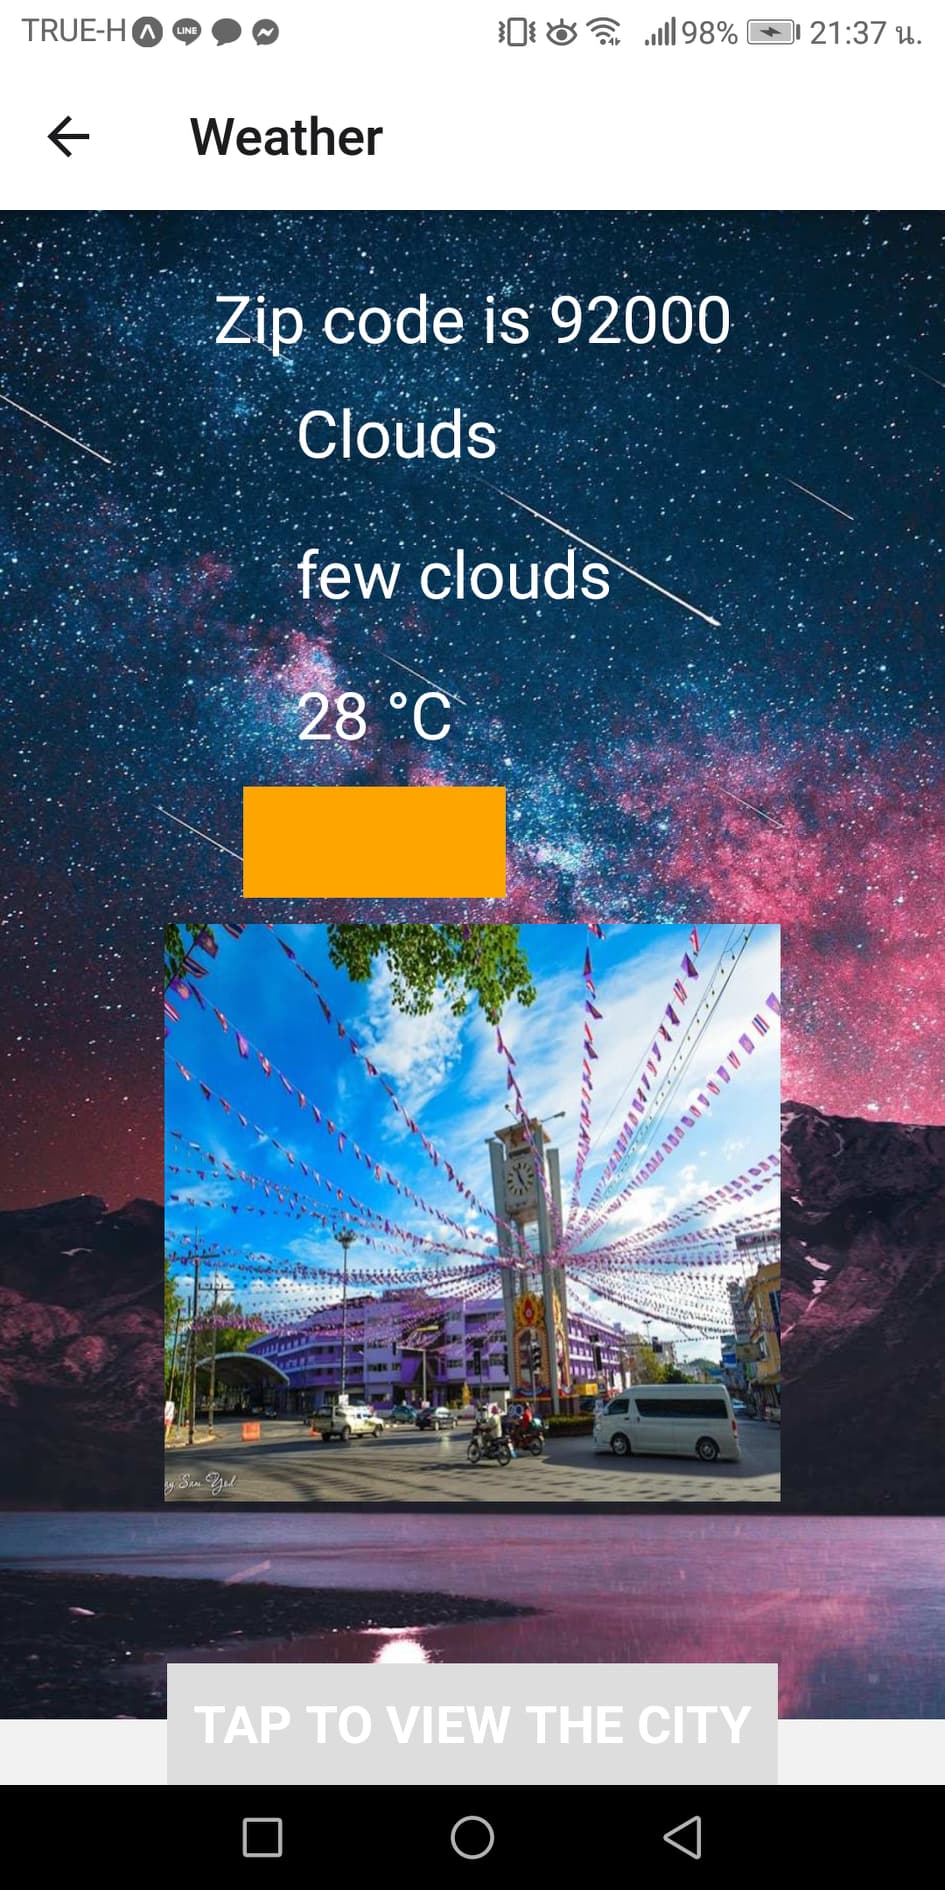 TRUE-H LINE 98% 21:37 น.
Weather
Zip code is 92000
Clouds
few clouds
28 °C
TAP TO VIEW THE CITY